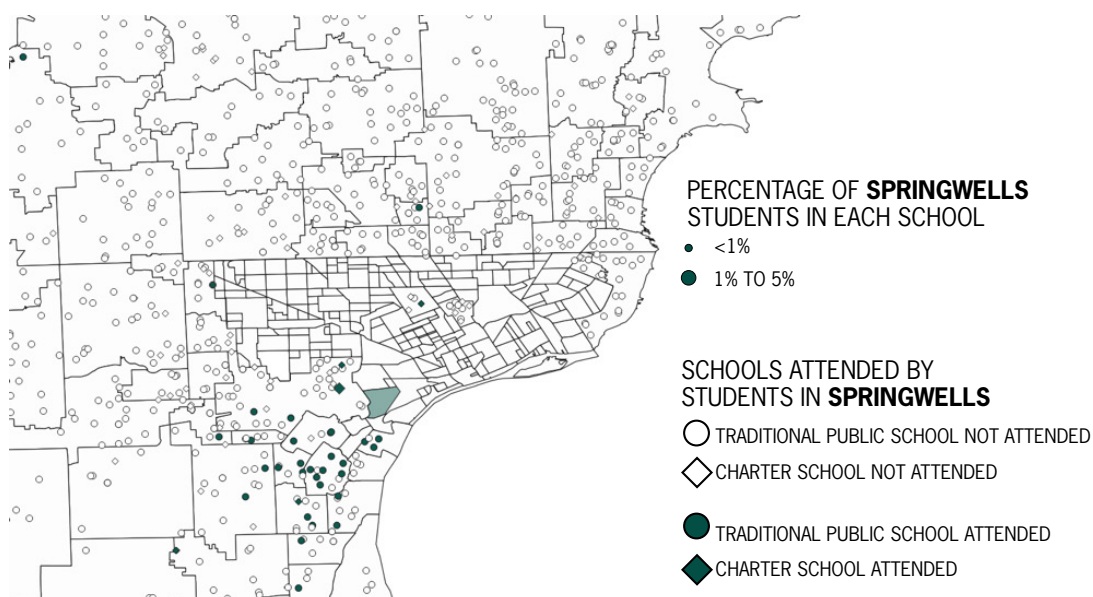 PERCENTAGE OF SPRINGWELLS
STUDENTS IN EACH SCHOOL
<1%
1% TO 5%
SCHOOLS ATTENDED BY
STUDENTS IN SPRINGWELLS
TRADITIONAL PUBLIC SCHOOL NOT ATTENDED
CHARTER SCHOOL NOT ATTENDED
TRADITIONAL PUBLIC SCHOOL ATTENDED
CHARTER SCHOOL ATTENDED